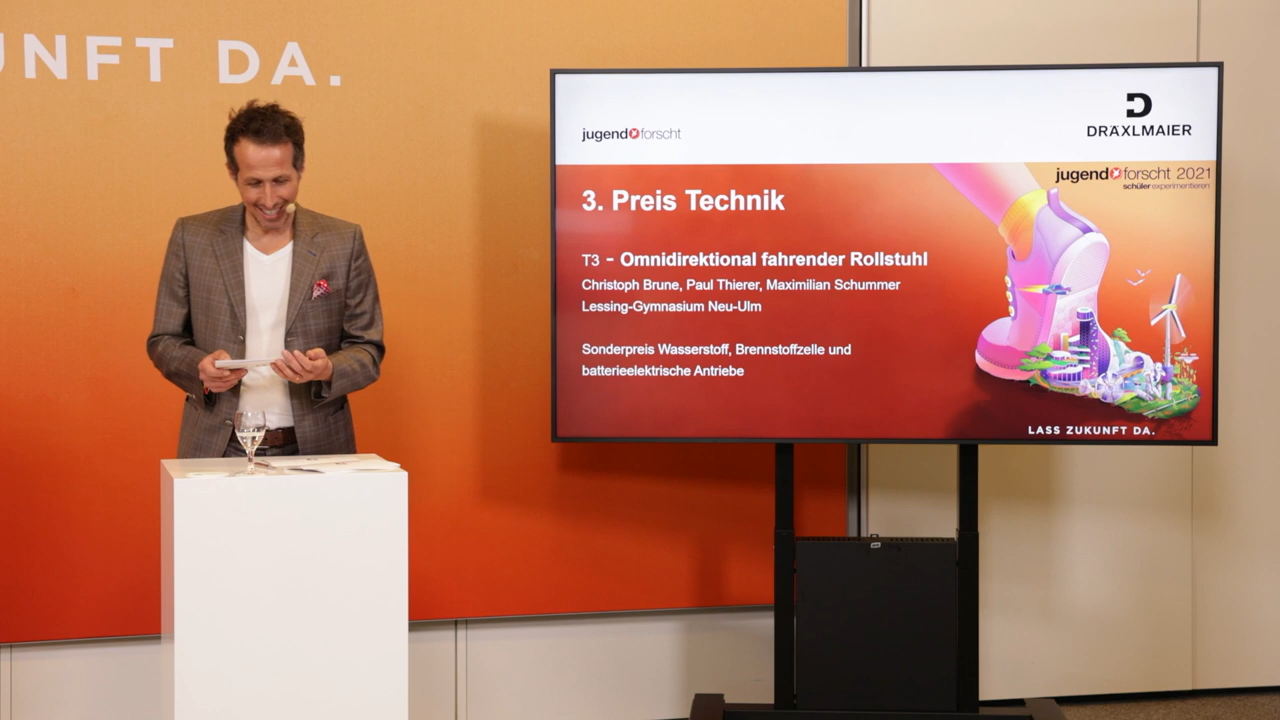 UNFT DA.
jugend forscht
DRÄXLMAIER
jugend forscht 2021
schüler experimentieren
3. Preis Technik
T3 - Omnidirektional fahrender Rollstuhl
Christoph Brune, Paul Thierer, Maximilian Schummer
Lessing-Gymnasium Neu-Ulm
Sonderpreis Wasserstoff, Brennstoffzelle und
batterieelektrische Antriebe
LASS ZUKUNFT DA.